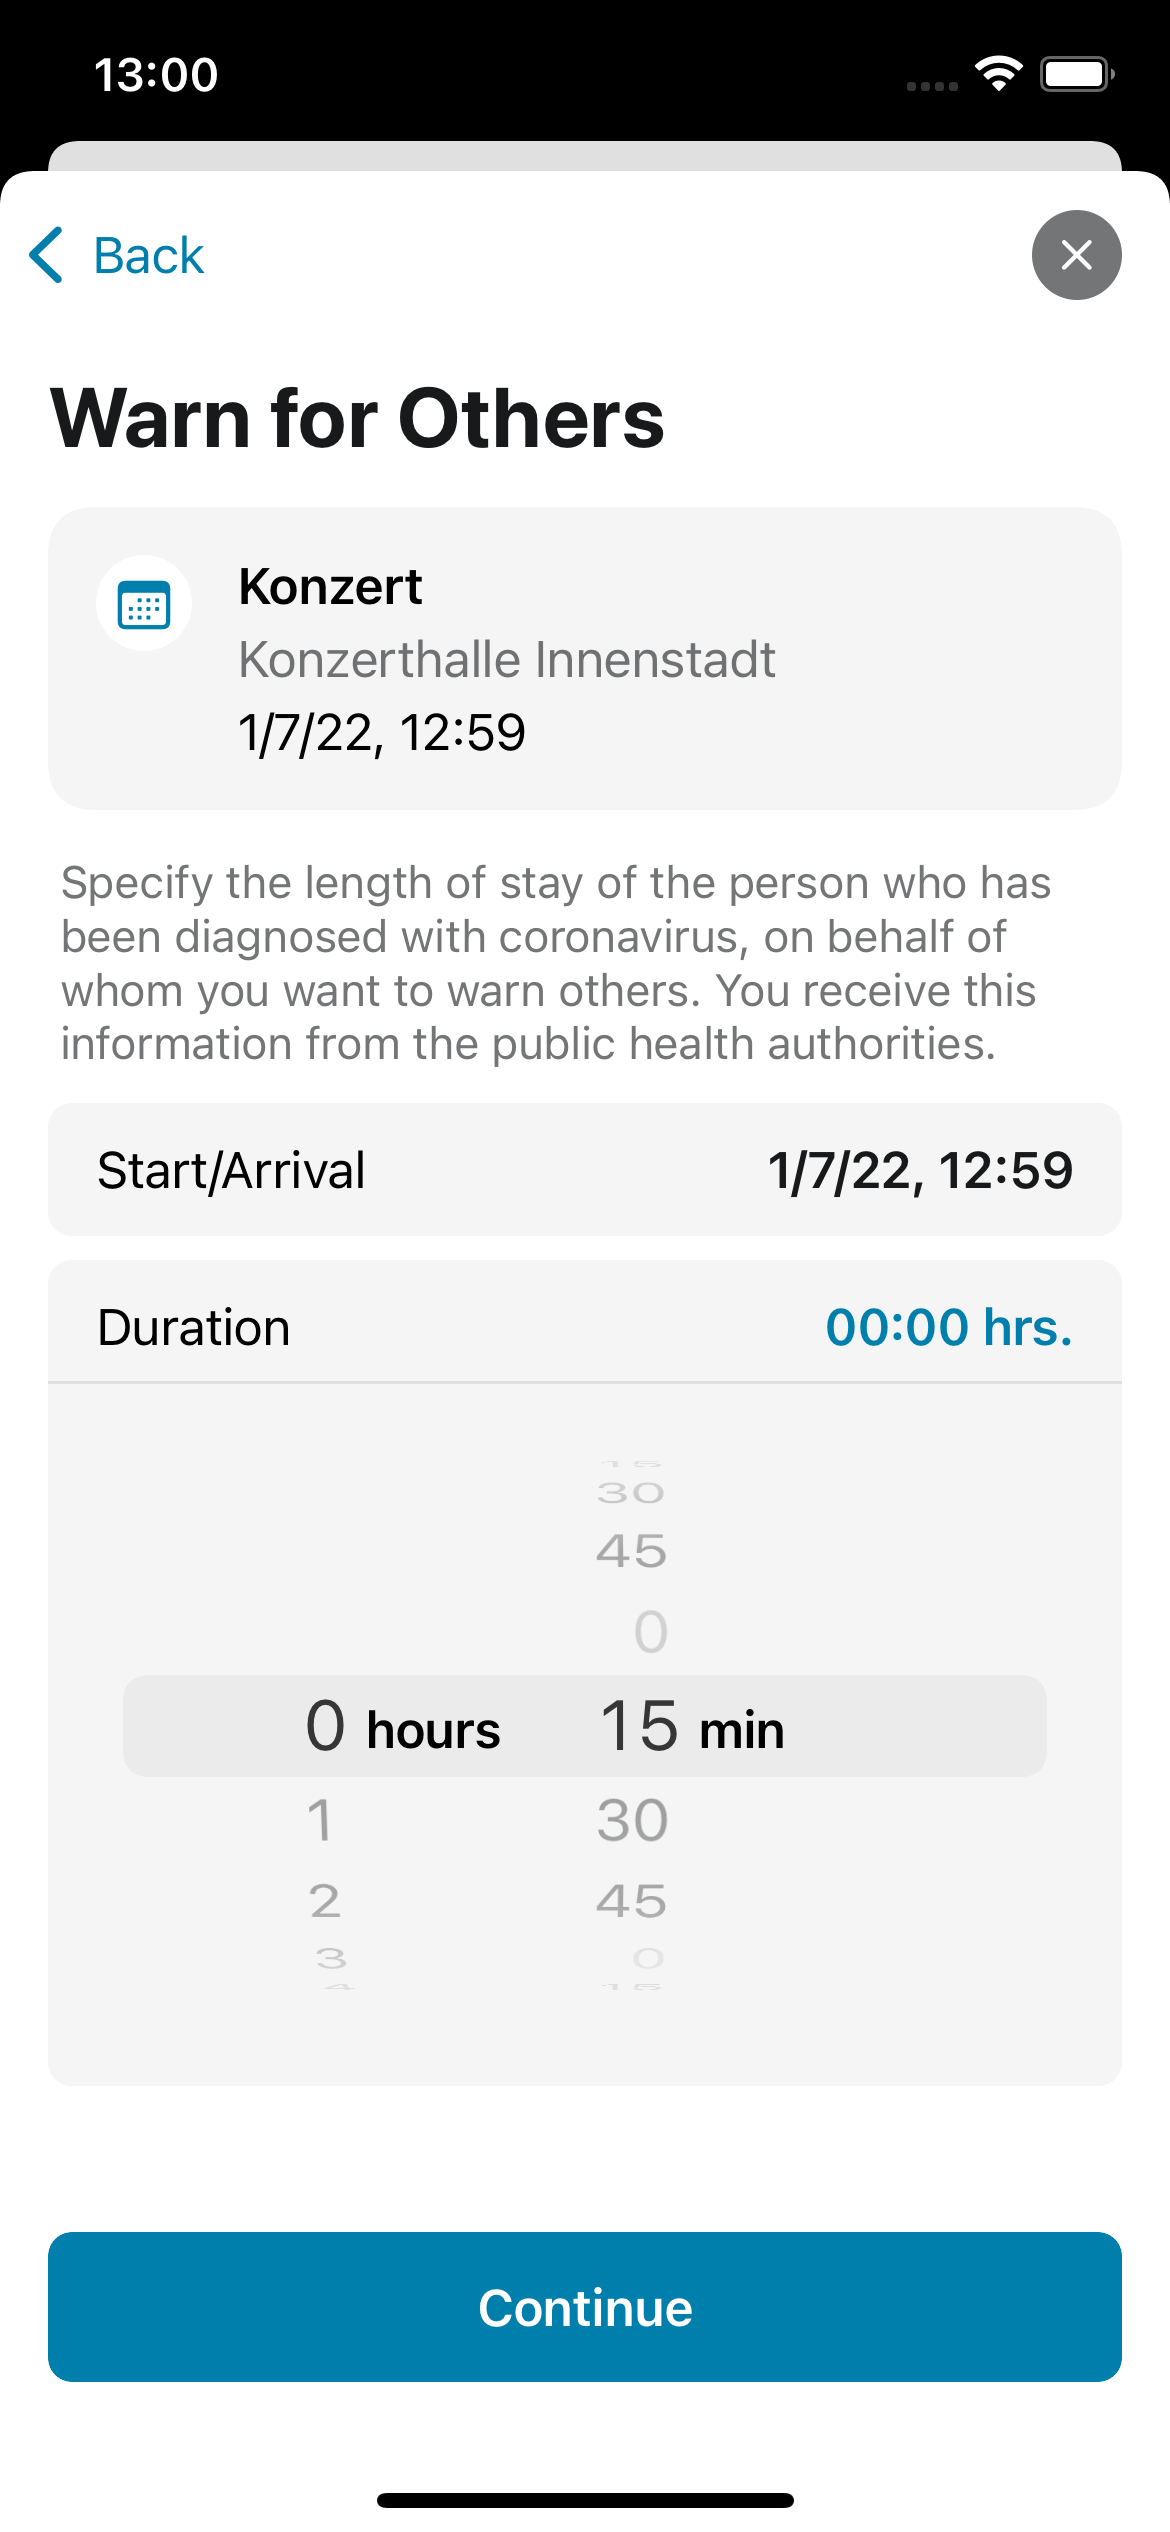 13:00
Back
Warn for Others
Konzert
Konzerthalle Innenstadt
1/7/22, 12:59
Specify the length of stay of the person who has
been diagnosed with coronavirus, on behalf of
whom you want to warn others. You receive this
information from the public health authorities.
Start/Arrival 1/7/22, 12:59
Duration 00:00 hrs.
15
30
45
0
0 hours 15 min
1 30
2 45
3 0
4 15
Continue